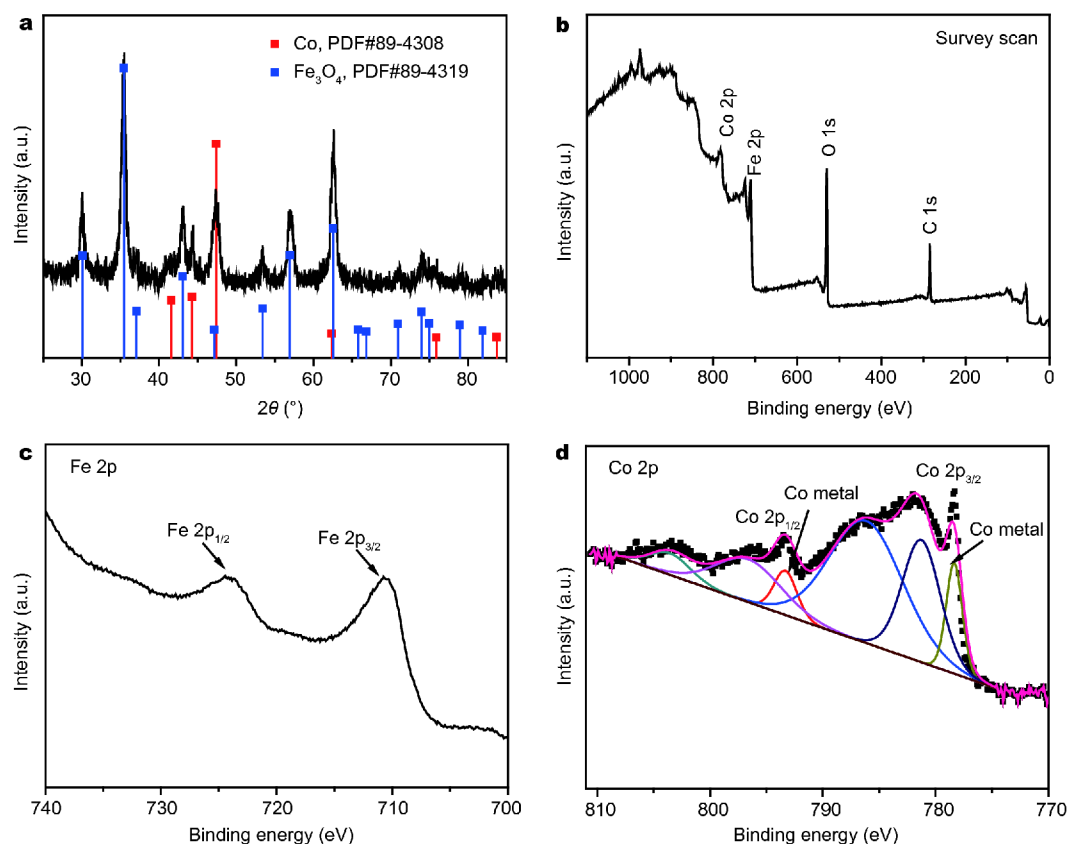 a
Co, PDF#89-4308
Fe₃O₄, PDF#89-4319
Intensity (a.u.)
30 40 50 60 70 80
2θ (°)
b
Survey scan
Co 2p
Fe 2p
O 1s
C 1s
Intensity (a.u.)
1000 800 600 400 200 0
Binding energy (eV)
c
Fe 2p
Fe 2p₁/₂
Fe 2p₃/₂
Intensity (a.u.)
740 730 720 710 700
Binding energy (eV)
d
Co 2p
Co 2p₃/₂
Co metal
Co 2p₁/₂
Co metal
Intensity (a.u.)
810 800 790 780 770
Binding energy (eV)